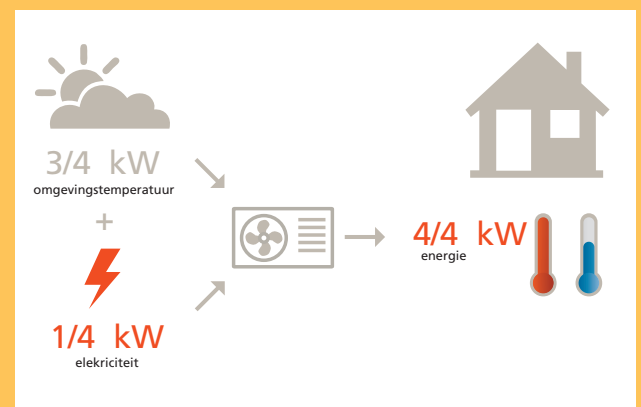 3/4 kW
omgevingstemperatuur
+
1/4 kW
elekriciteit
4/4 kW
energie